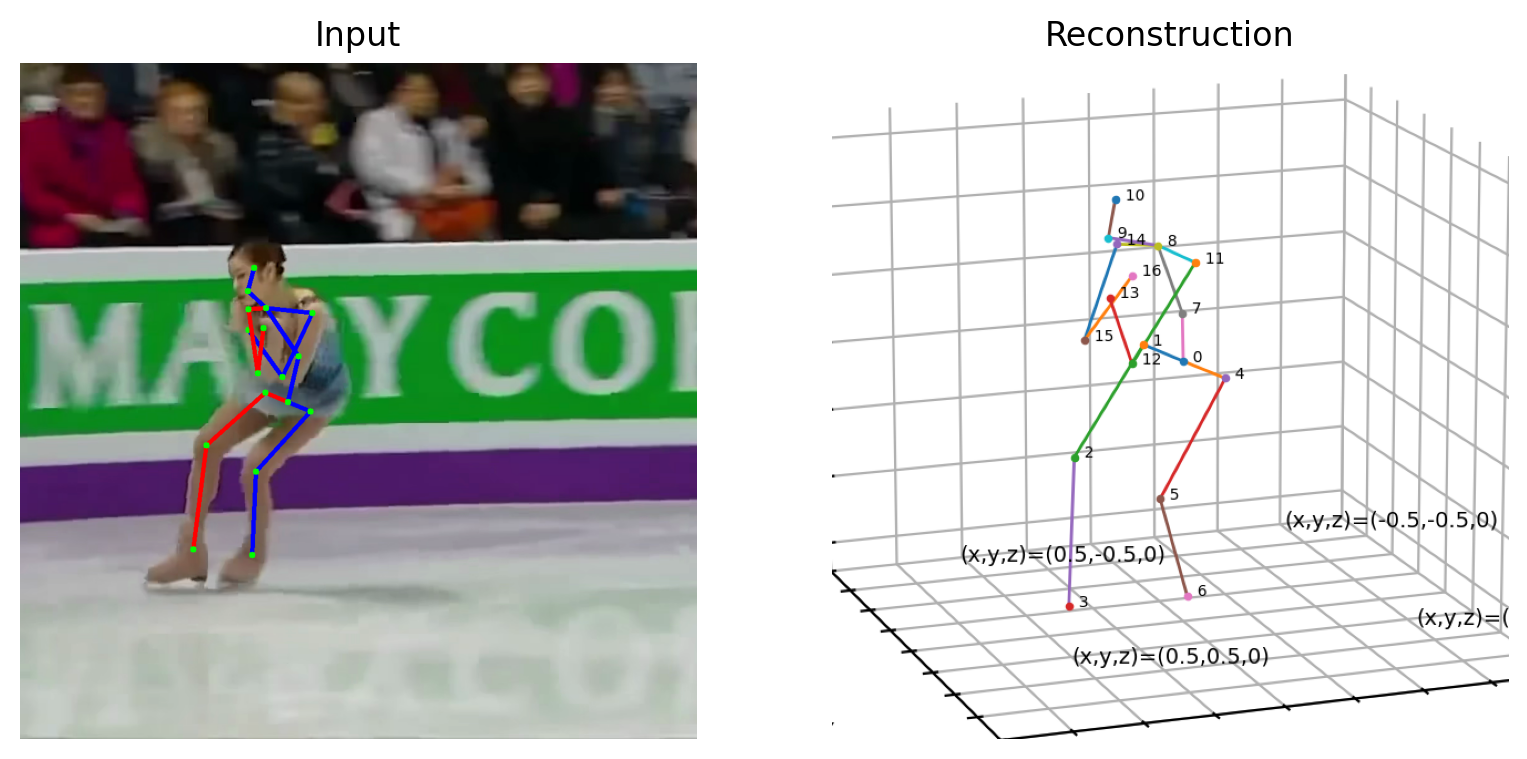 Input
Reconstruction
MA
Y
COL
10
9
14
8
11
16
13
7
15
1
12
0
4
2
5
(x,y,z)=(-0.5,-0.5,0)
(x,y,z)=(0.5,-0.5,0)
6
3
(x,y,z)=(
(x,y,z)=(0.5,0.5,0)